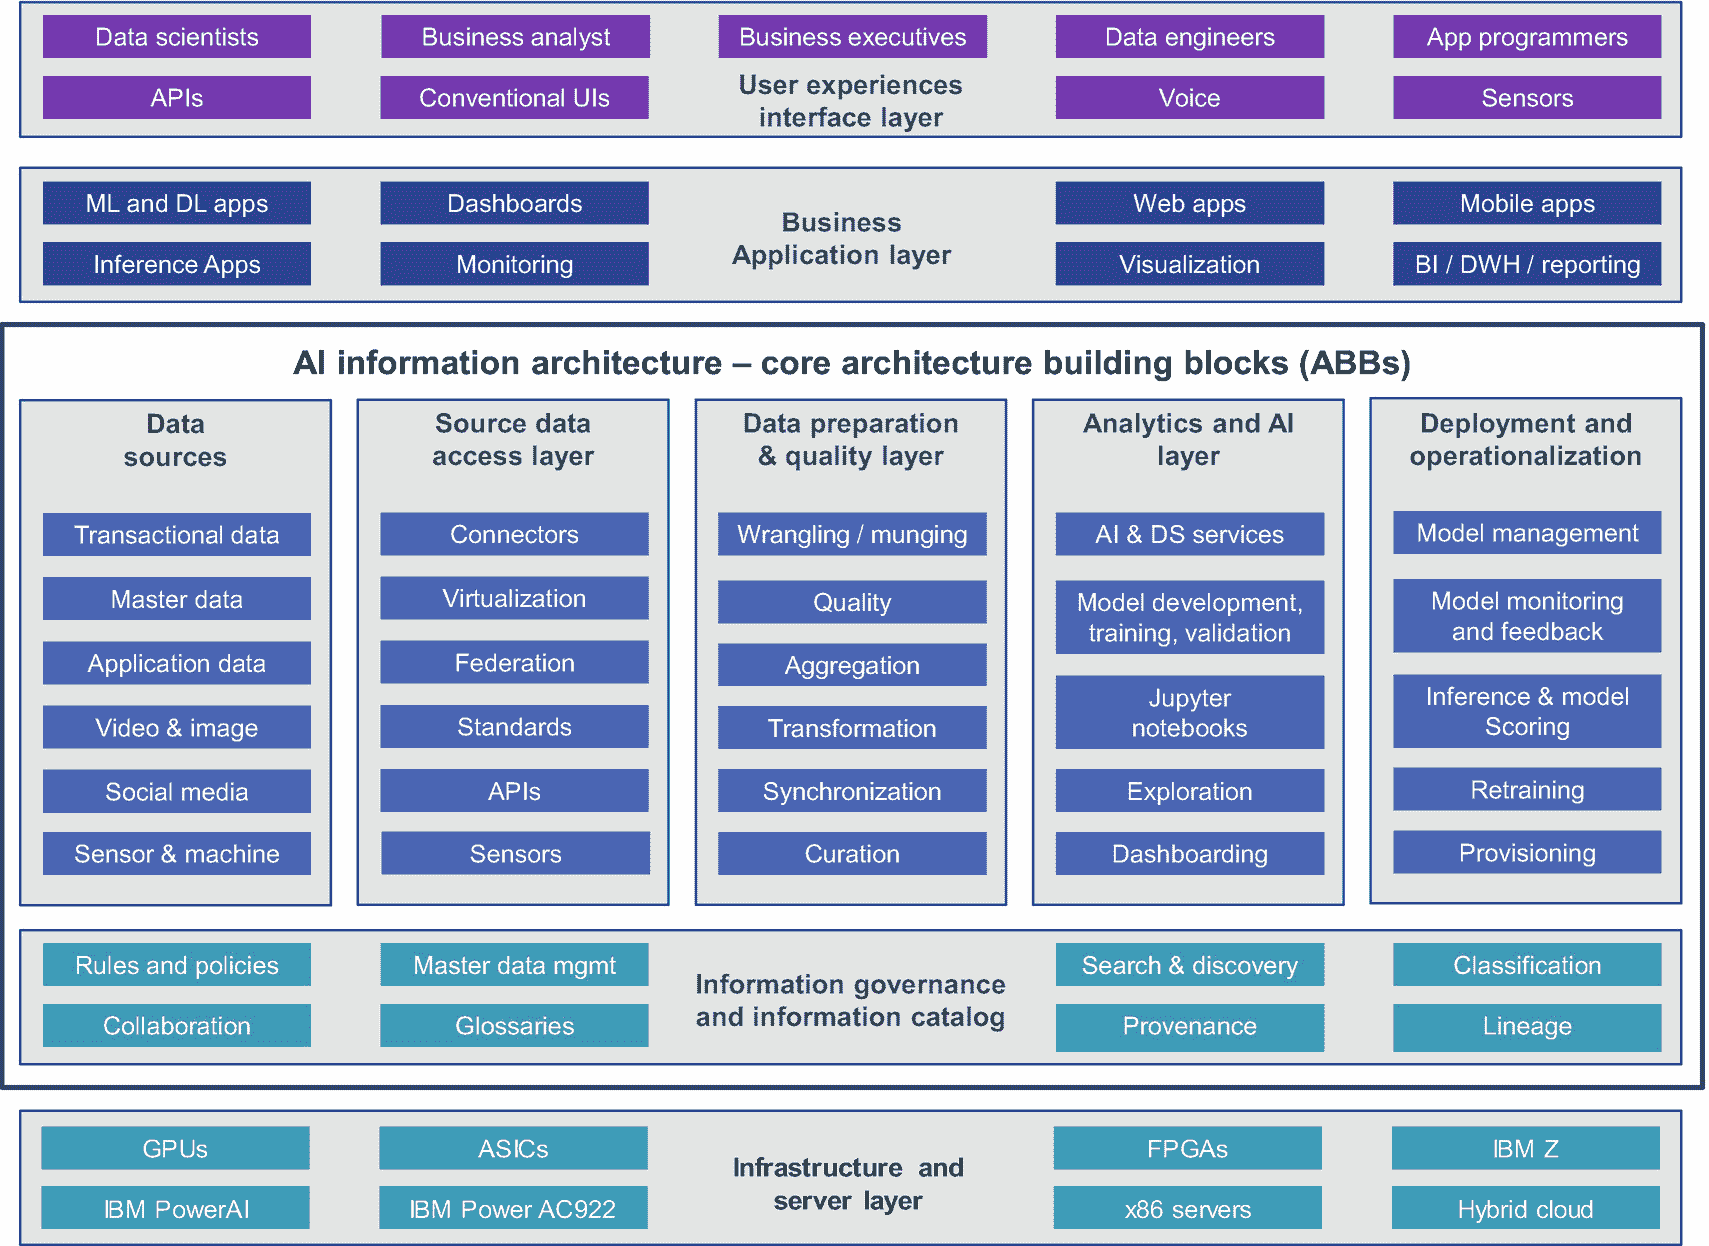 Data scientists
Business analyst
Business executives
Data engineers
App programmers
APIs
Conventional UIs
User experiences
interface layer
Voice
Sensors
ML and DL apps
Dashboards
Business
Application layer
Web apps
Mobile apps
Inference Apps
Monitoring
Visualization
BI / DWH / reporting
AI information architecture – core architecture building blocks (ABBs)
Data
sources
Transactional data
Master data
Application data
Video & image
Social media
Sensor & machine
Source data
access layer
Connectors
Virtualization
Federation
Standards
APIs
Sensors
Data preparation
& quality layer
Wrangling / munging
Quality
Aggregation
Transformation
Synchronization
Curation
Analytics and AI
layer
AI & DS services
Model development,
training, validation
Jupyter
notebooks
Exploration
Dashboarding
Deployment and
operationalization
Model management
Model monitoring
and feedback
Inference & model
Scoring
Retraining
Provisioning
Rules and policies
Master data mgmt
Information governance
and information catalog
Search & discovery
Classification
Collaboration
Glossaries
Provenance
Lineage
GPUs
ASICs
Infrastructure and
server layer
FPGAs
IBM Z
IBM PowerAI
IBM Power AC922
x86 servers
Hybrid cloud